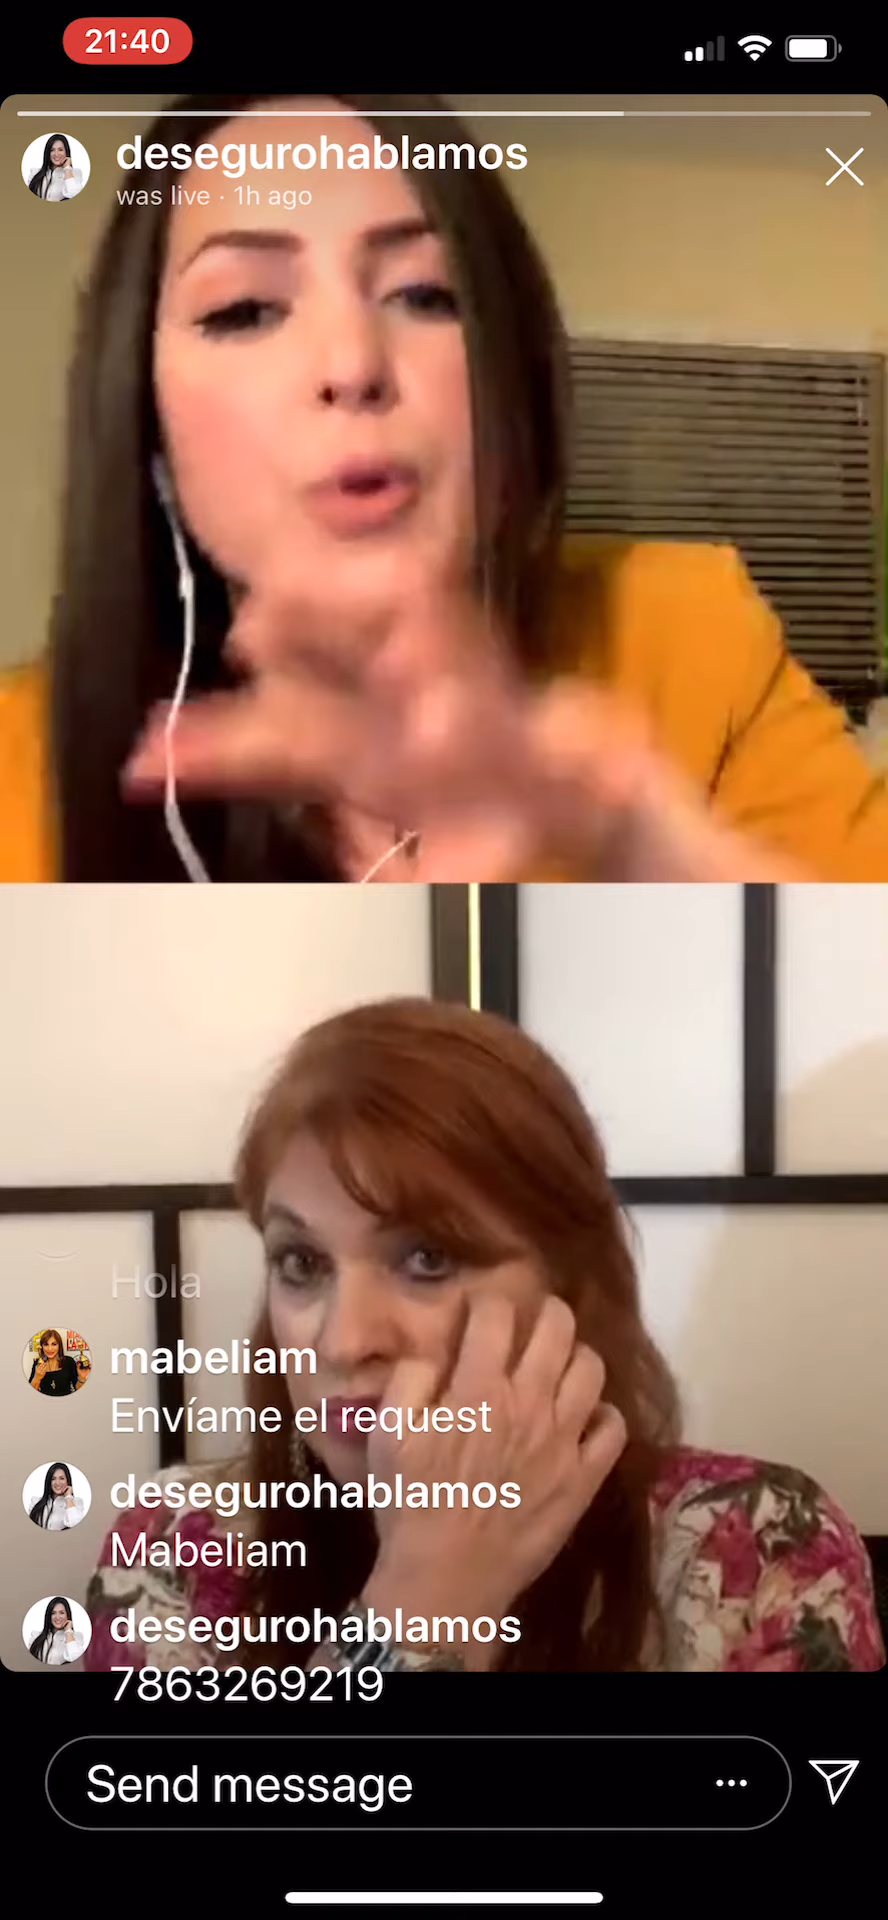 21:40
desegurohablamos
was live · 1h ago
Hola
mabeliam
Envíame el request
desegurohablamos
Mabeliam
desegurohablamos
7863269219
Send message